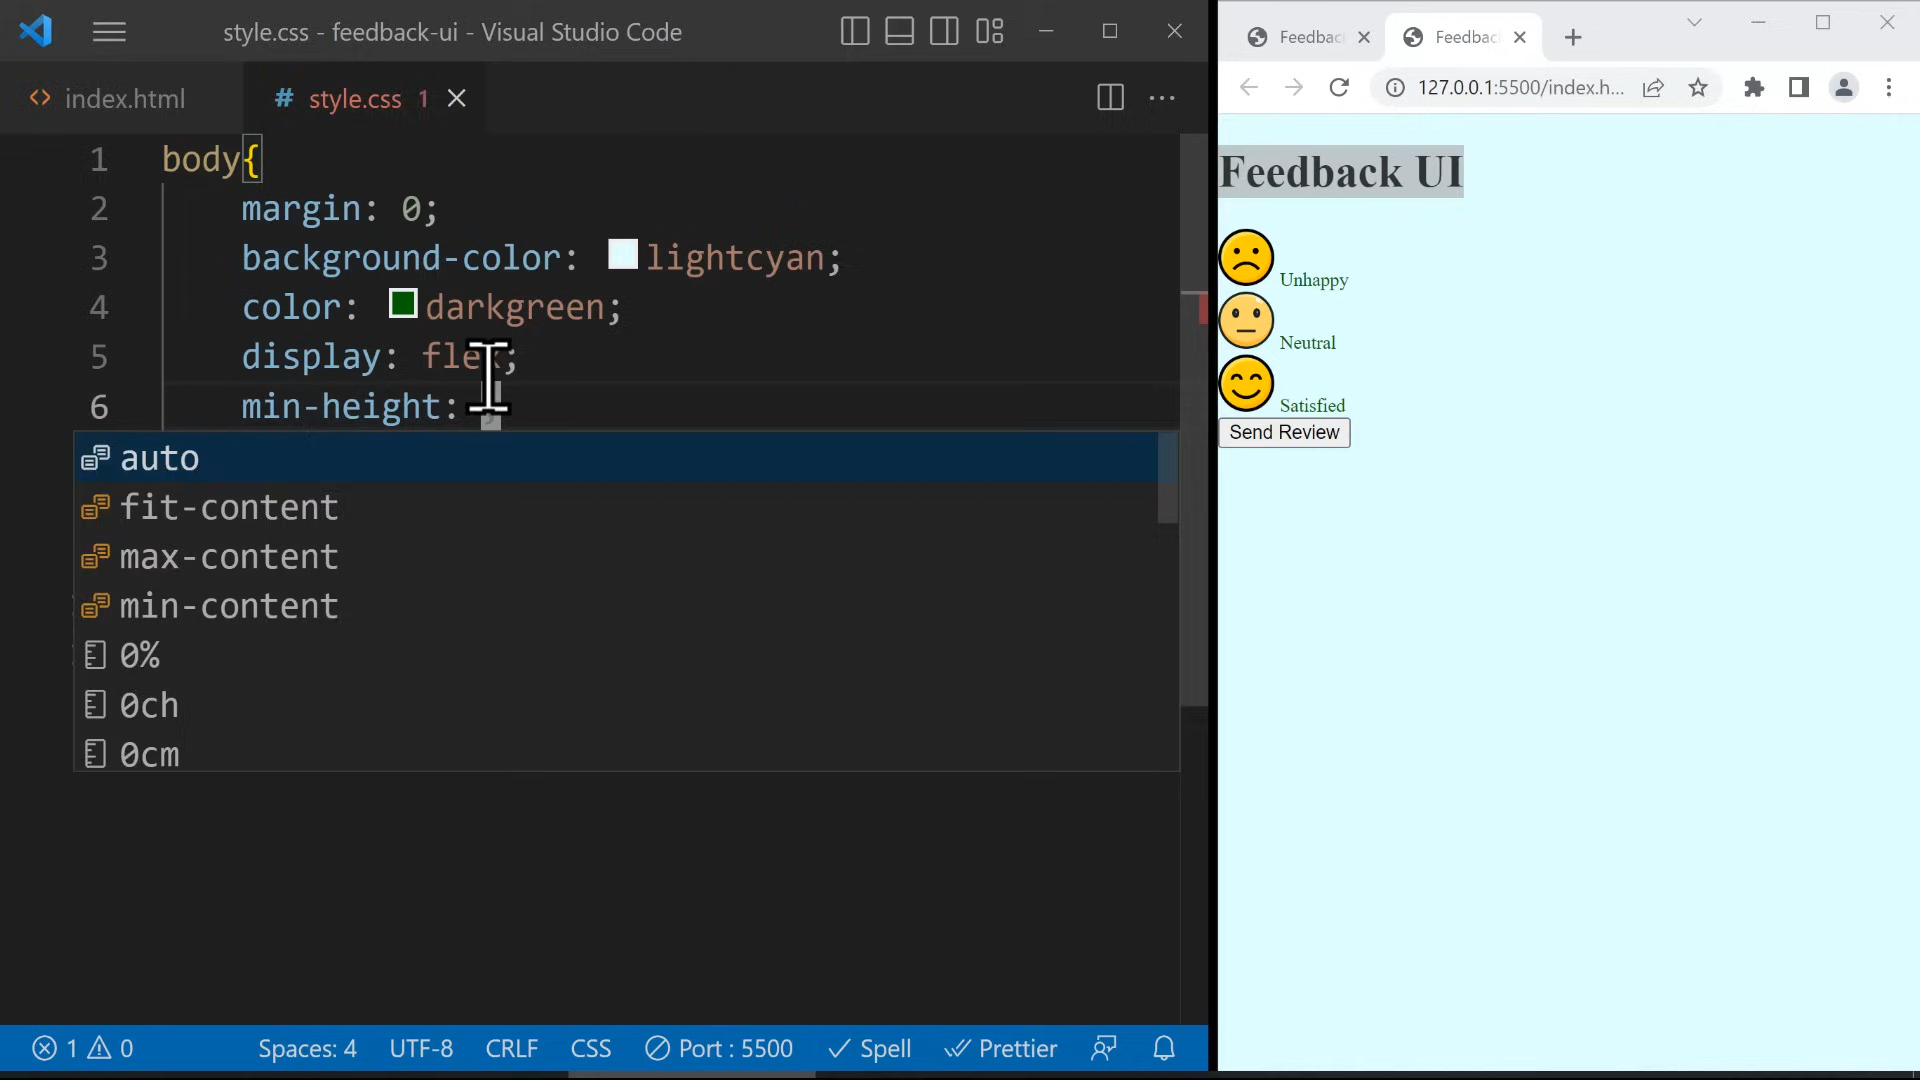 style.css - feedback-ui - Visual Studio Code
index.html
# style.css 1
1 body{
2 margin: 0;
3 background-color: lightcyan;
4 color: darkgreen;
5 display: flex;
6 min-height: ;
auto
fit-content
max-content
min-content
0%
0ch
0cm
1 0 Spaces: 4 UTF-8 CRLF CSS Port : 5500 Spell Prettier
Feedbac Feedbac
127.0.0.1:5500/index.h...
Feedback UI
Unhappy
Neutral
Satisfied
Send Review